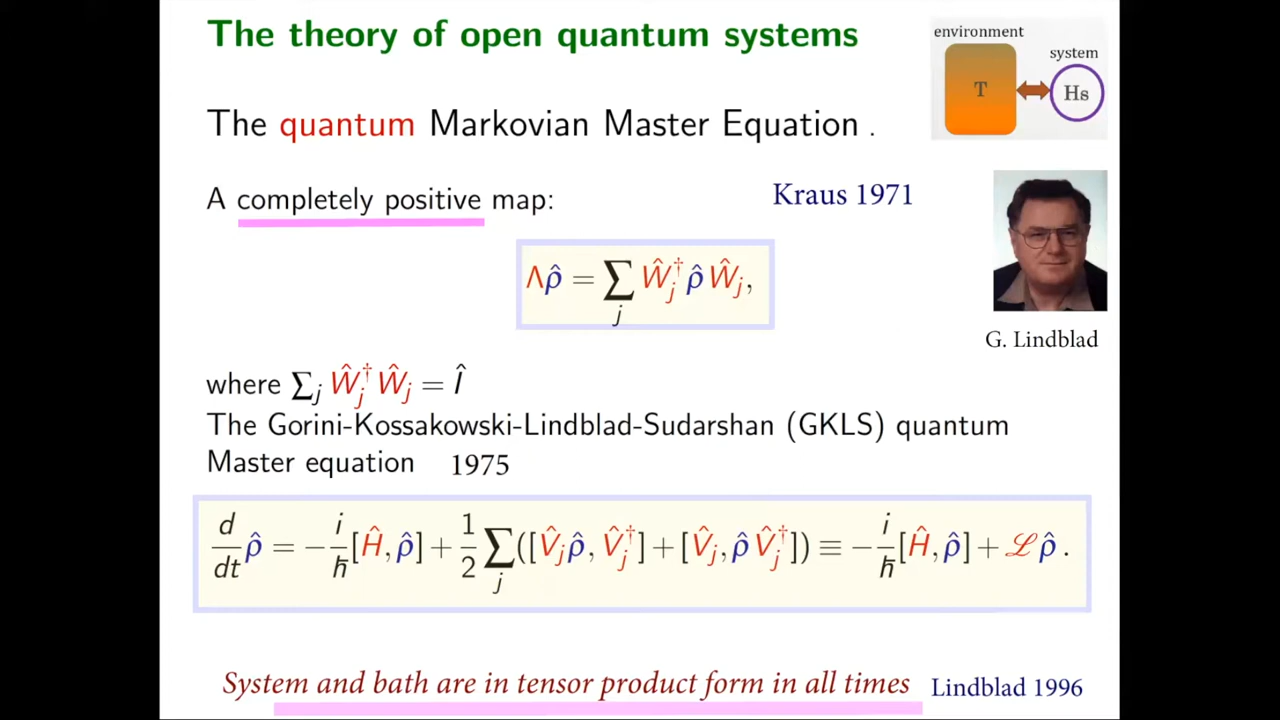 The theory of open quantum systems
environment
system
T
Hs
The quantum Markovian Master Equation .
A completely positive map:
Kraus 1971
Λρ̂ = ∑_j Ŵ_j† ρ̂ Ŵ_j,
G. Lindblad
where ∑_j Ŵ_j† Ŵ_j = Î
The Gorini-Kossakowski-Lindblad-Sudarshan (GKLS) quantum
Master equation 1975
d/dt ρ̂ = −i/ħ [Ĥ, ρ̂] + 1/2 ∑_j ([V̂_j ρ̂, V̂_j†] + [V̂_j, ρ̂ V̂_j†]) ≡ −i/ħ [Ĥ, ρ̂] + ℒρ̂ .
System and bath are in tensor product form in all times
Lindblad 1996